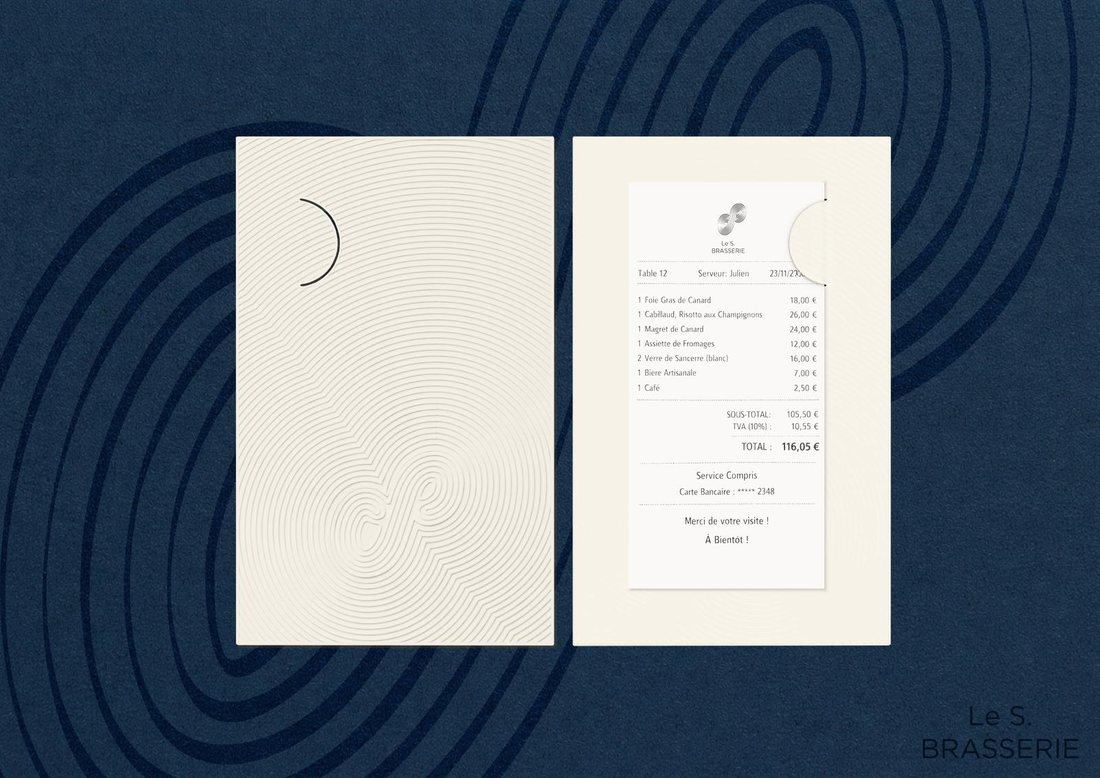 Le S.
BRASSERIE
Table 12 Serveur: Julien 23/11/
1 Foie Gras de Canard 18,00 €
1 Cabillaud, Risotto aux Champignons 26,00 €
1 Magret de Canard 24,00 €
1 Assiette de Fromages 12,00 €
2 Verre de Sancerre (blanc) 16,00 €
1 Biere Artisanale 7,00 €
1 Café 2,50 €
SOUS-TOTAL: 105,50 €
TVA (10%) : 10,55 €
TOTAL : 116,05 €
Service Compris
Carte Bancaire : ***** 2348
Merci de votre visite !
À Bientôt !
Le S.
BRASSERIE